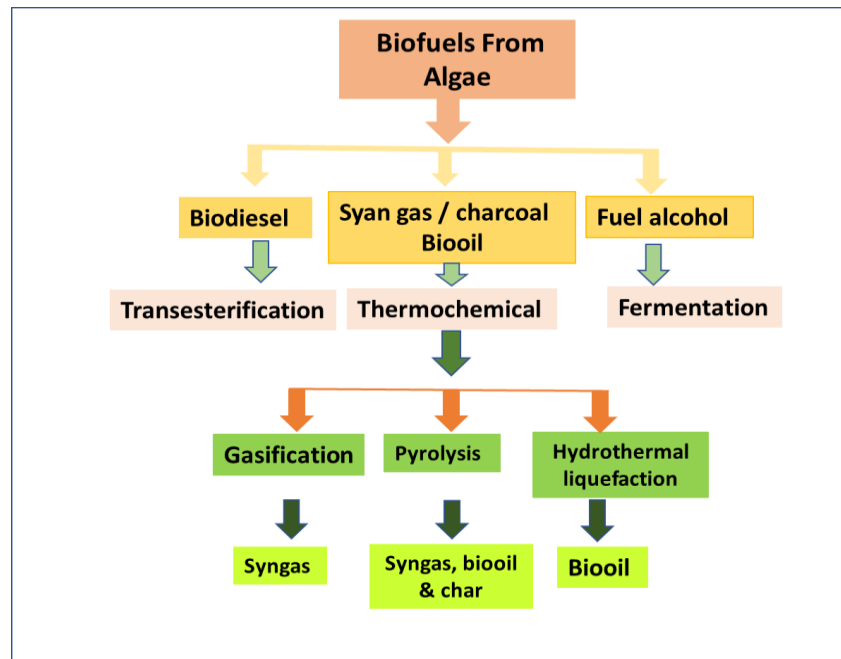 Biofuels From
Algae
Biodiesel
Syan gas / charcoal
Biooil
Fuel alcohol
Transesterification
Thermochemical
Fermentation
Gasification
Pyrolysis
Hydrothermal
liquefaction
Syngas
Syngas, biooil
& char
Biooil